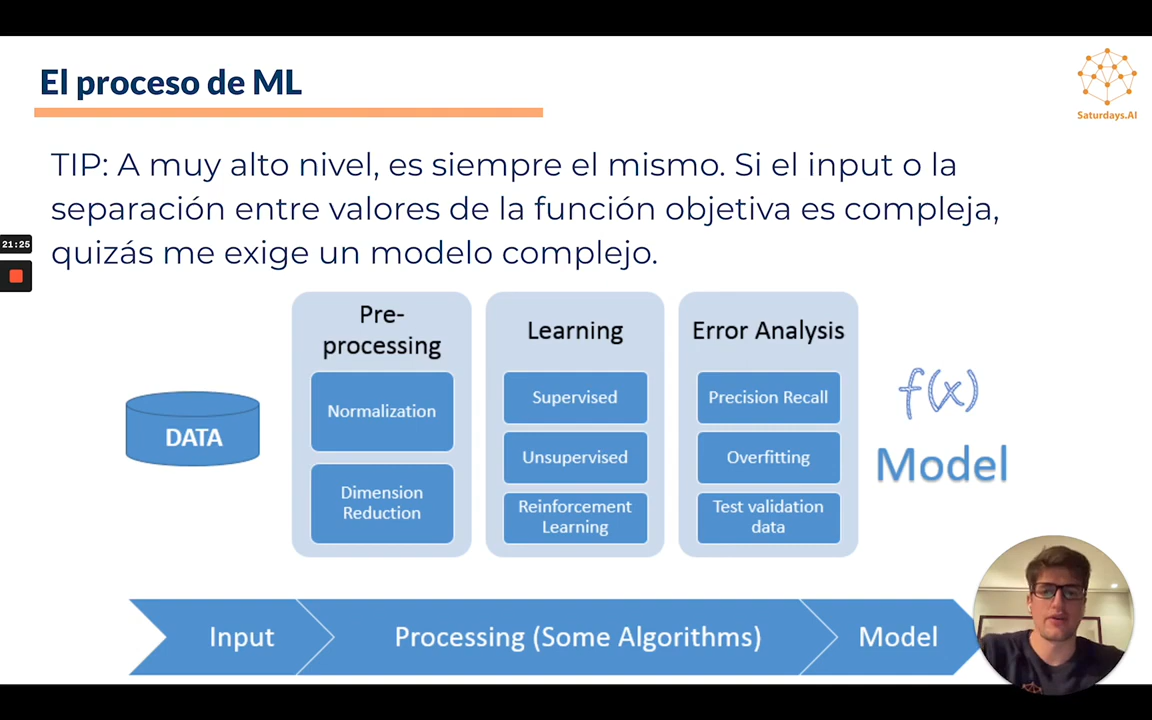 El proceso de ML
Saturdays.AI
TIP: A muy alto nivel, es siempre el mismo. Si el input o la
separación entre valores de la función objetiva es compleja,
quizás me exige un modelo complejo.
21:25
Pre-
processing
Normalization
Dimension
Reduction
Learning
Supervised
Unsupervised
Reinforcement
Learning
Error Analysis
Precision Recall
Overfitting
Test validation
data
DATA
f(x)
Model
Input
Processing (Some Algorithms)
Model